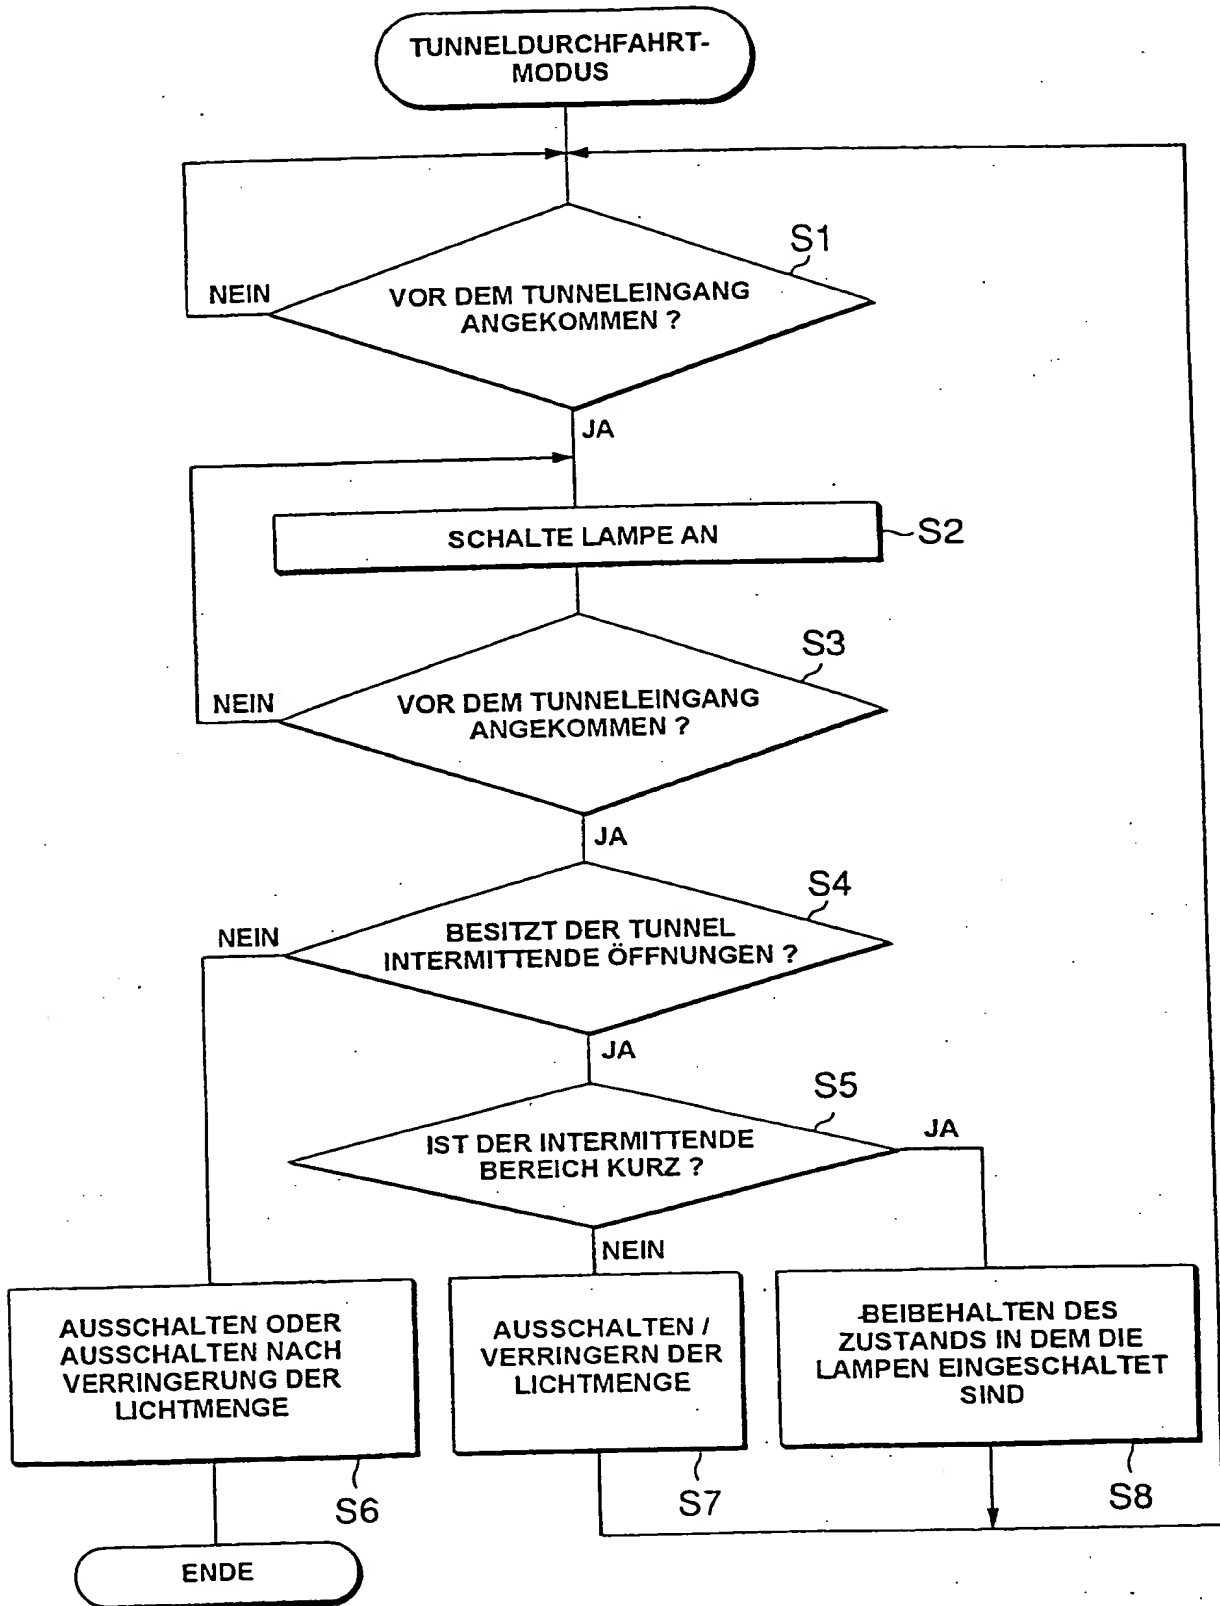 TUNNELDURCHFAHRT-
MODUS
S1
NEIN
VOR DEM TUNNELEINGANG
ANGEKOMMEN ?
JA
SCHALTE LAMPE AN
S2
S3
NEIN
VOR DEM TUNNELEINGANG
ANGEKOMMEN ?
JA
S4
NEIN
BESITZT DER TUNNEL
INTERMITTENDE ÖFFNUNGEN ?
JA
S5
IST DER INTERMITTENDE
BEREICH KURZ ?
JA
NEIN
AUSSCHALTEN ODER
AUSSCHALTEN NACH
VERRINGERUNG DER
LICHTMENGE
S6
AUSSCHALTEN /
VERRINGERN DER
LICHTMENGE
S7
BEIBEHALTEN DES
ZUSTANDS IN DEM DIE
LAMPEN EINGESCHALTET
SIND
S8
ENDE